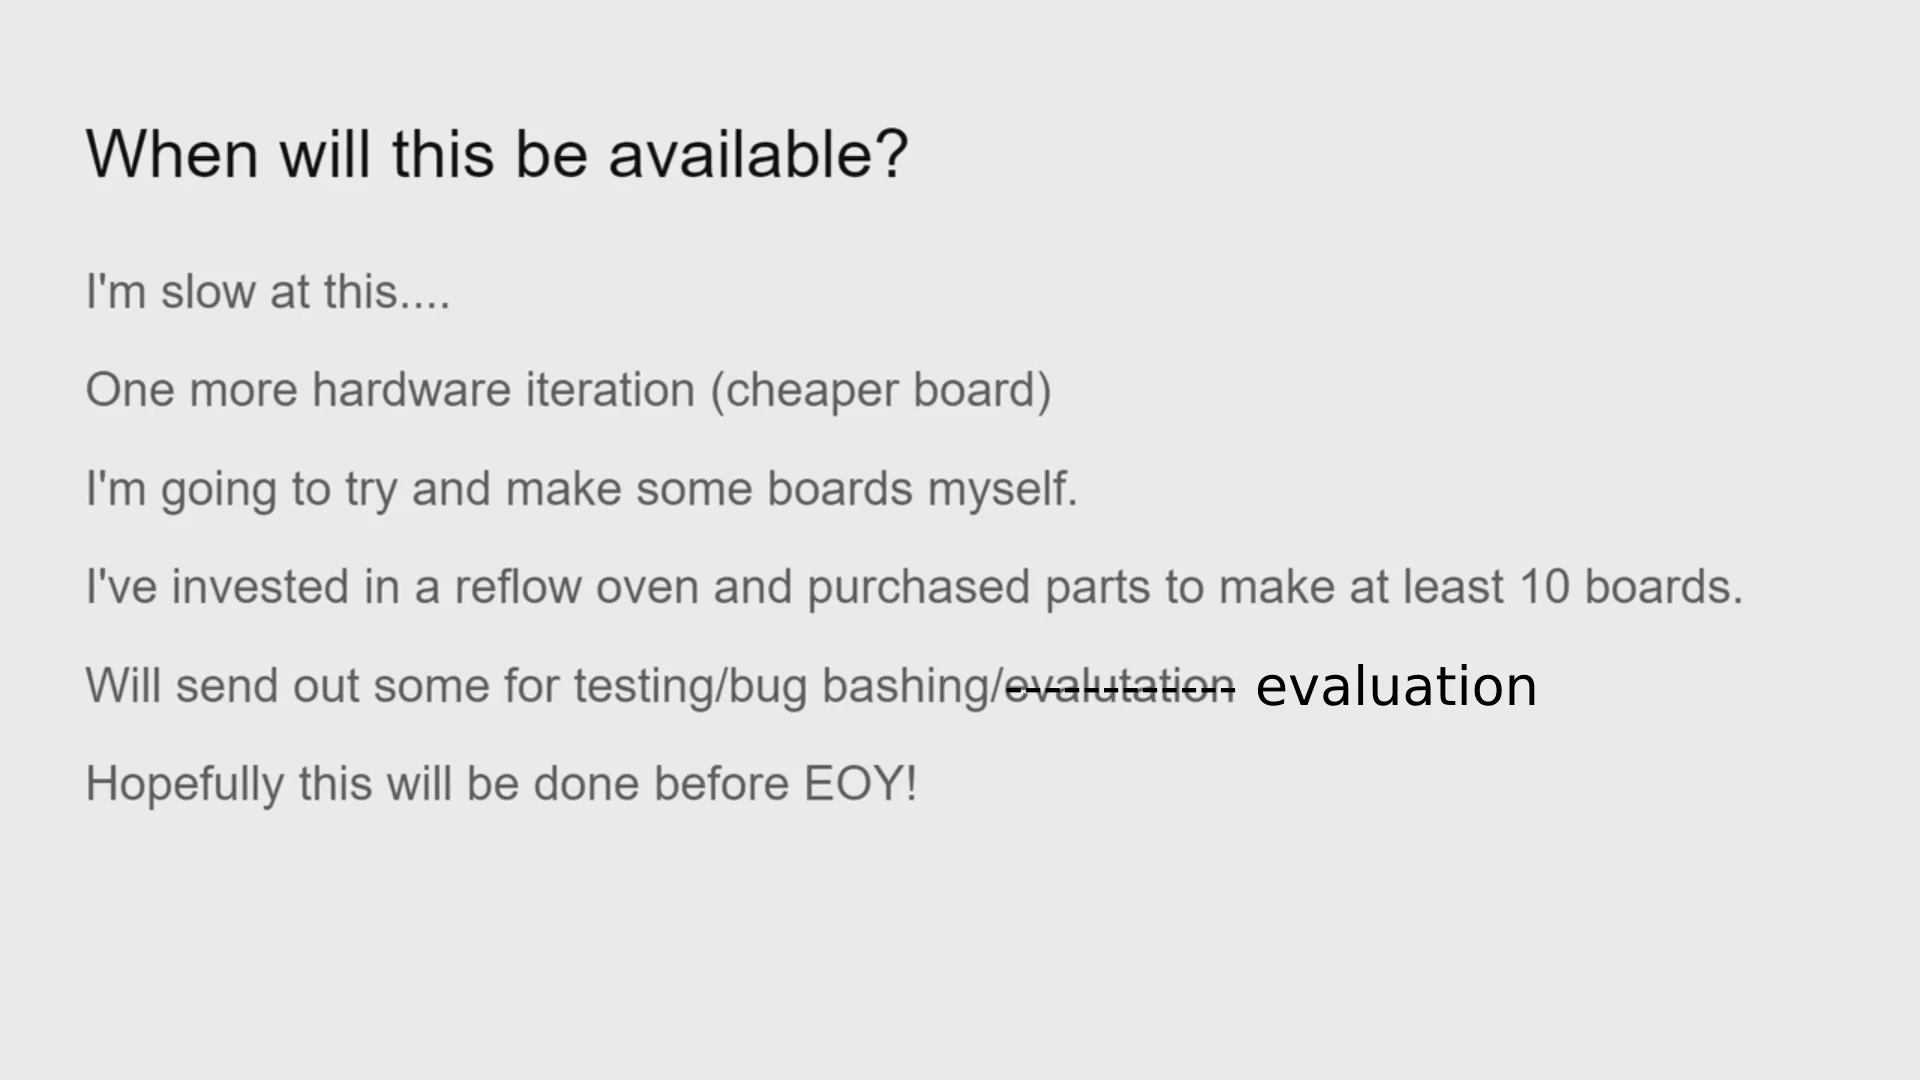 When will this be available?
I'm slow at this....
One more hardware iteration (cheaper board)
I'm going to try and make some boards myself.
I've invested in a reflow oven and purchased parts to make at least 10 boards.
Will send out some for testing/bug bashing/evalutation evaluation
Hopefully this will be done before EOY!